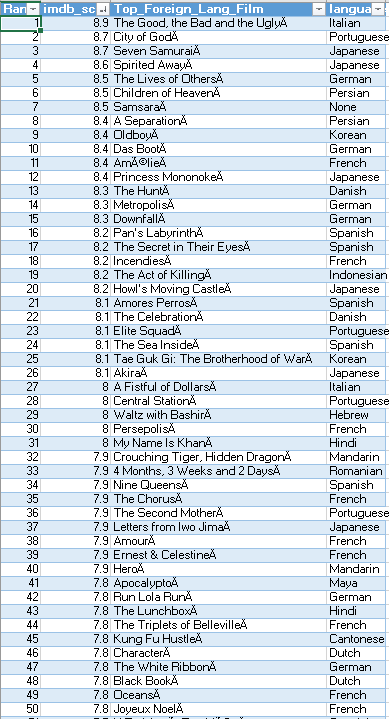 Ran imdb_sc Top_Foreign_Lang_Film langua
1 8.9 The Good, the Bad and the UglyÂ Italian
2 8.7 City of GodÂ Portuguese
3 8.7 Seven SamuraiÂ Japanese
4 8.6 Spirited AwayÂ Japanese
5 8.5 The Lives of OthersÂ German
6 8.5 Children of HeavenÂ Persian
7 8.5 SamsaraÂ None
8 8.4 A SeparationÂ Persian
9 8.4 OldboyÂ Korean
10 8.4 Das BootÂ German
11 8.4 AmÃ©lieÂ French
12 8.4 Princess MononokeÂ Japanese
13 8.3 The HuntÂ Danish
14 8.3 MetropolisÂ German
15 8.3 DownfallÂ German
16 8.2 Pan's LabyrinthÂ Spanish
17 8.2 The Secret in Their EyesÂ Spanish
18 8.2 IncendiesÂ French
19 8.2 The Act of KillingÂ Indonesian
20 8.2 Howl's Moving CastleÂ Japanese
21 8.1 Amores PerrosÂ Spanish
22 8.1 The CelebrationÂ Danish
23 8.1 Elite SquadÂ Portuguese
24 8.1 The Sea InsideÂ Spanish
25 8.1 Tae Guk Gi: The Brotherhood of WarÂ Korean
26 8.1 AkiraÂ Japanese
27 8 A Fistful of DollarsÂ Italian
28 8 Central StationÂ Portuguese
29 8 Waltz with BashirÂ Hebrew
30 8 PersepolisÂ French
31 8 My Name Is KhanÂ Hindi
32 7.9 Crouching Tiger, Hidden DragonÂ Mandarin
33 7.9 4 Months, 3 Weeks and 2 DaysÂ Romanian
34 7.9 Nine QueensÂ Spanish
35 7.9 The ChorusÂ French
36 7.9 The Second MotherÂ Portuguese
37 7.9 Letters from Iwo JimaÂ Japanese
38 7.9 AmourÂ French
39 7.9 Ernest & CelestineÂ French
40 7.9 HeroÂ Mandarin
41 7.8 ApocalyptoÂ Maya
42 7.8 Run Lola RunÂ German
43 7.8 The LunchboxÂ Hindi
44 7.8 The Triplets of BellevilleÂ French
45 7.8 Kung Fu HustleÂ Cantonese
46 7.8 CharacterÂ Dutch
47 7.8 The White RibbonÂ German
48 7.8 Black BookÂ Dutch
49 7.8 OceansÂ French
50 7.8 Joyeux NoelÂ French